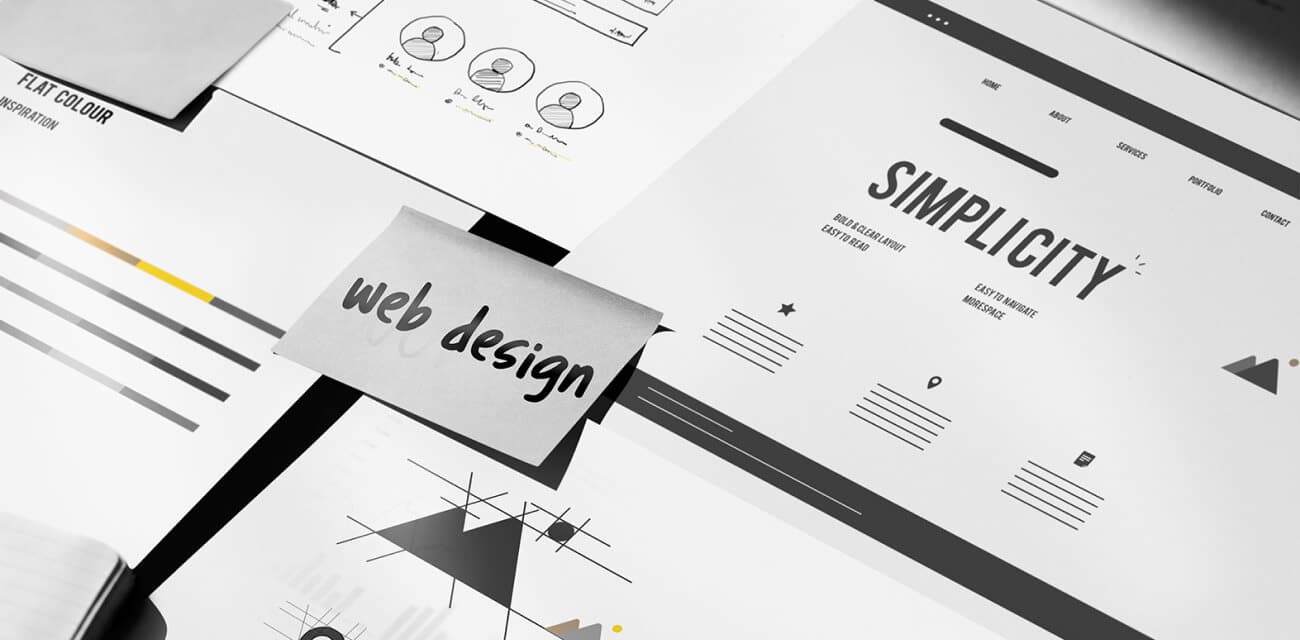 FLAT COLOUR
INSPIRATION
web design
HOME
ABOUT
SERVICES
PORTFOLIO
CONTACT
SIMPLICITY
BOLD & CLEAR LAYOUT
EASY TO READ
EASY TO NAVIGATE
MORESPACE